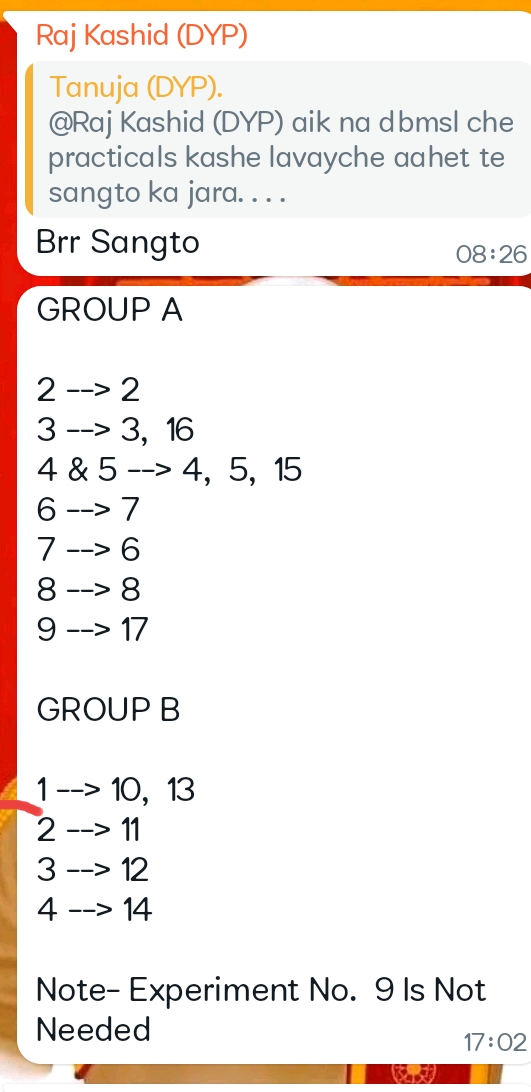 Raj Kashid (DYP)
Tanuja (DYP).
@Raj Kashid (DYP) aik na dbmsl che
practicals kashe lavayche aahet te
sangto ka jara. . . .
Brr Sangto
08:26
GROUP A
2 --> 2
3 --> 3, 16
4 & 5 --> 4, 5, 15
6 --> 7
7 --> 6
8 --> 8
9 --> 17
GROUP B
1 --> 10, 13
2 --> 11
3 --> 12
4 --> 14
Note- Experiment No. 9 Is Not
Needed
17:02